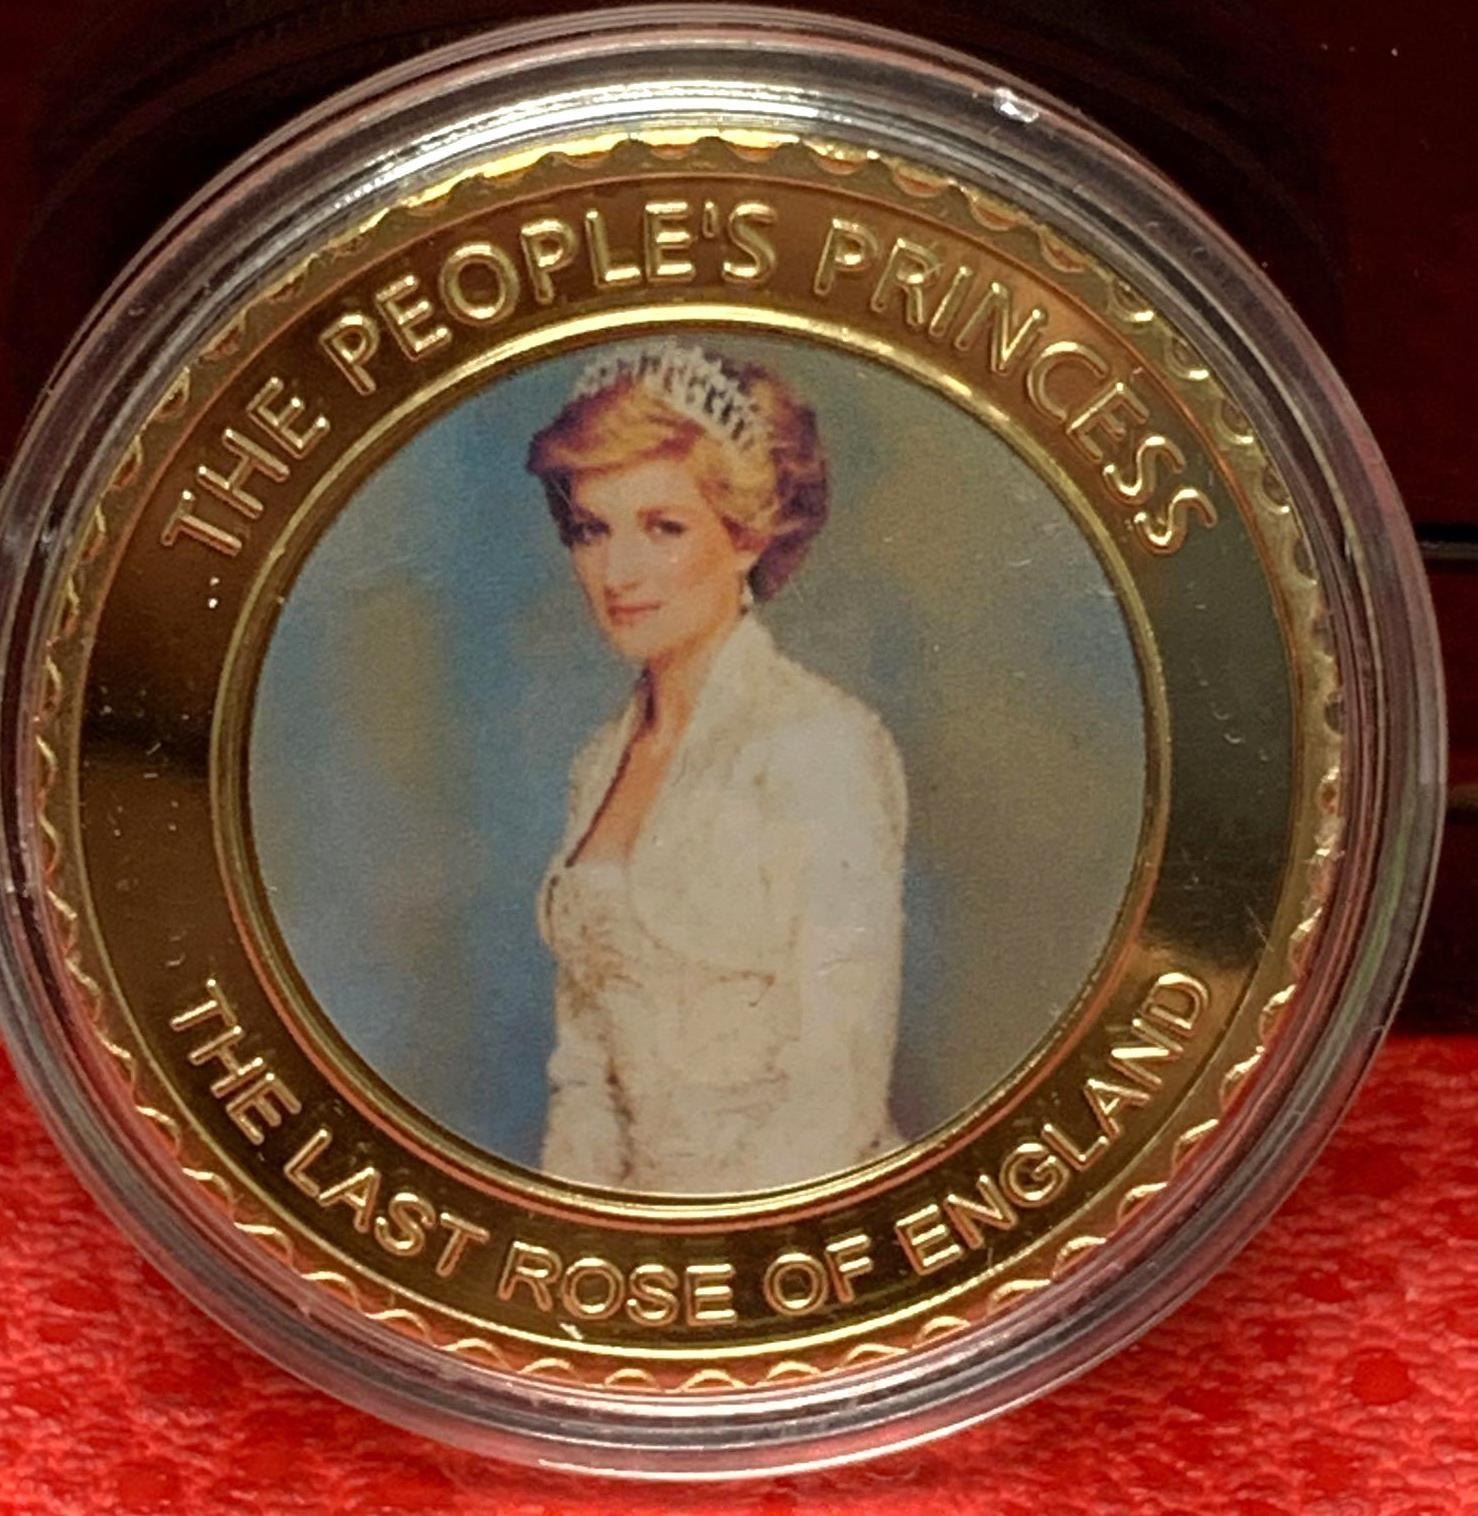 THE PEOPLE'S PRINCESS
THE LAST ROSE OF ENGLAND